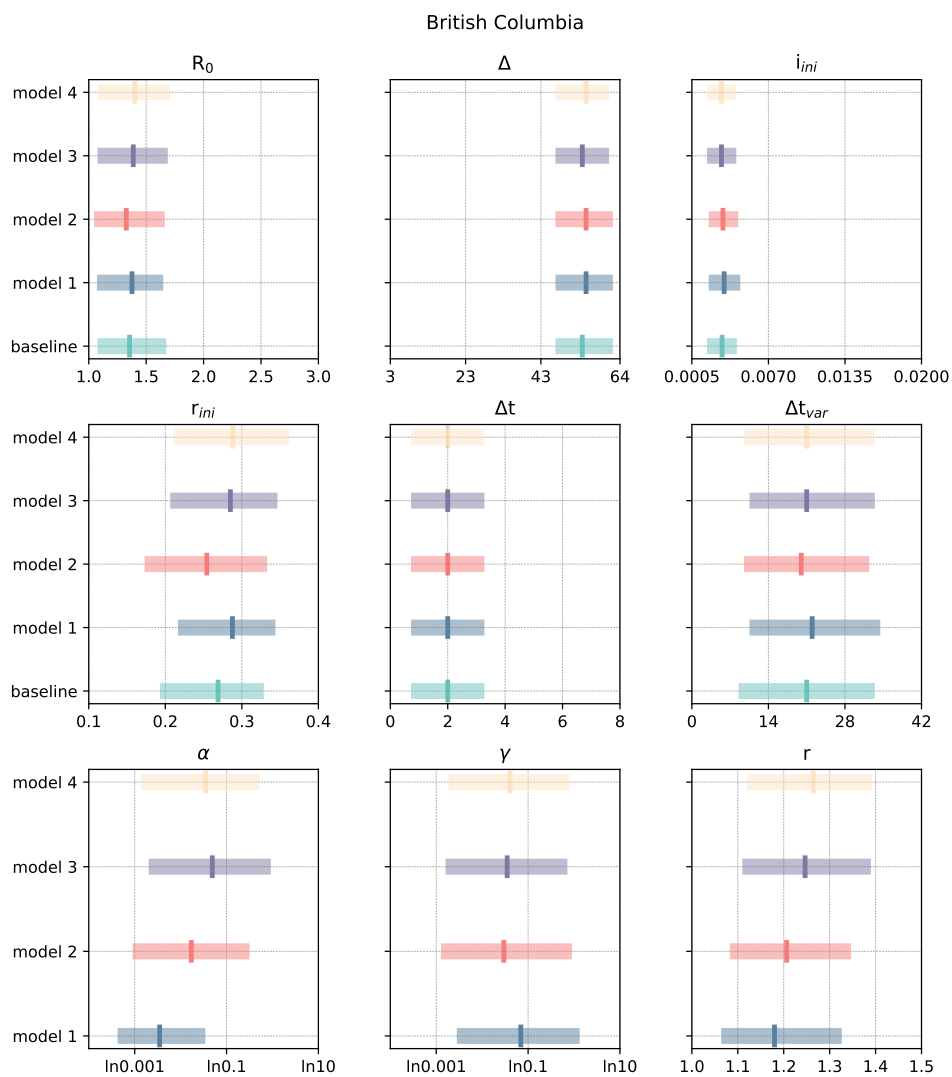 British Columbia
R₀ Δ i_ini
model 4
model 3
model 2
model 1
baseline
1.0 1.5 2.0 2.5 3.0 3 23 43 64 0.0005 0.0070 0.0135 0.0200
r_ini Δt Δt_var
model 4
model 3
model 2
model 1
baseline
0.1 0.2 0.3 0.4 0 2 4 6 8 0 14 28 42
α γ r
model 4
model 3
model 2
model 1
ln0.001 ln0.1 ln10 ln0.001 ln0.1 ln10 1.0 1.1 1.2 1.3 1.4 1.5